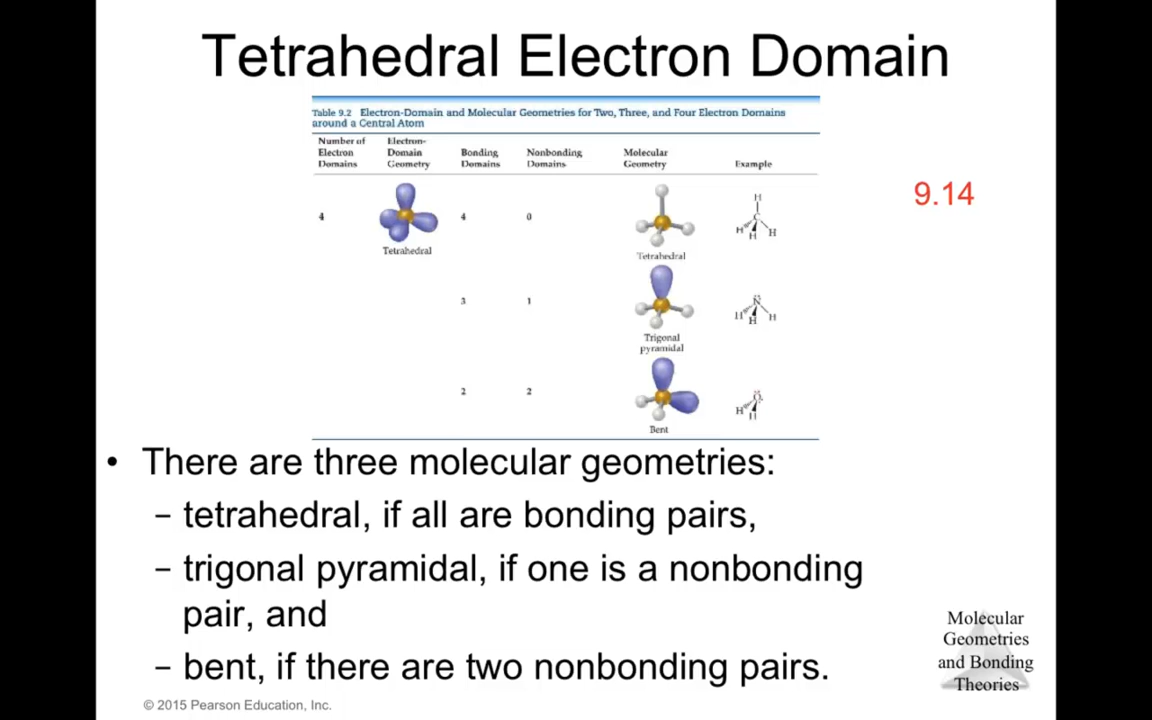 Tetrahedral Electron Domain
Table 9.2 Electron-Domain and Molecular Geometries for Two, Three, and Four Electron Domains
around a Central Atom
Number of Electron Domains
Electron-Domain Geometry
Bonding Domains
Nonbonding Domains
Molecular Geometry
Example
4
Tetrahedral
4
0
Tetrahedral
H
C
H
H
H
3
1
Trigonal
pyramidal
N
H
H
H
2
2
Bent
O
H
H
9.14
• There are three molecular geometries:
– tetrahedral, if all are bonding pairs,
– trigonal pyramidal, if one is a nonbonding
pair, and
– bent, if there are two nonbonding pairs.
Molecular
Geometries
and Bonding
Theories
© 2015 Pearson Education, Inc.